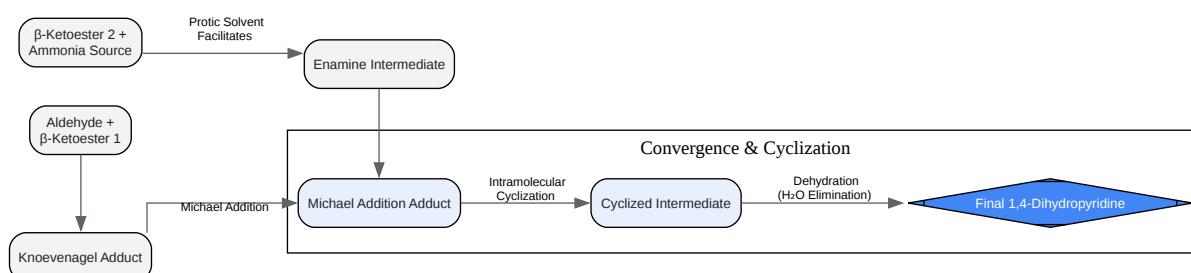 β-Ketoester 2 +
Ammonia Source
Protic Solvent
Facilitates
Enamine Intermediate
Aldehyde +
β-Ketoester 1
Convergence & Cyclization
Michael Addition
Michael Addition Adduct
Intramolecular
Cyclization
Cyclized Intermediate
Dehydration
(H₂O Elimination)
Final 1,4-Dihydropyridine
Knoevenagel Adduct